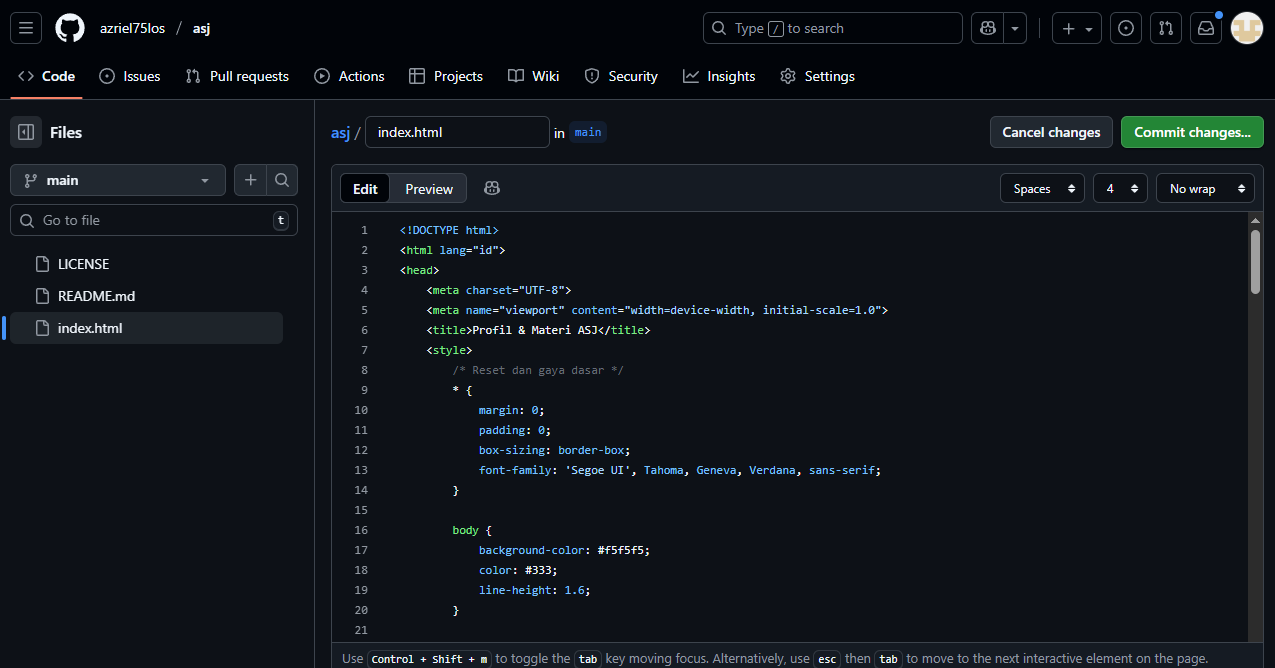 azriel75los / asj
Type / to search
Code Issues Pull requests Actions Projects Wiki Security Insights Settings
Files
main
Go to file t
LICENSE
README.md
index.html
asj / index.html in main
Cancel changes Commit changes...
Edit Preview
Spaces 4 No wrap
1 <!DOCTYPE html>
2 <html lang="id">
3 <head>
4 <meta charset="UTF-8">
5 <meta name="viewport" content="width=device-width, initial-scale=1.0">
6 <title>Profil & Materi ASJ</title>
7 <style>
8 /* Reset dan gaya dasar */
9 * {
10 margin: 0;
11 padding: 0;
12 box-sizing: border-box;
13 font-family: 'Segoe UI', Tahoma, Geneva, Verdana, sans-serif;
14 }
15
16 body {
17 background-color: #f5f5f5;
18 color: #333;
19 line-height: 1.6;
20 }
21
Use Control + Shift + m to toggle the tab key moving focus. Alternatively, use esc then tab to move to the next interactive element on the page.